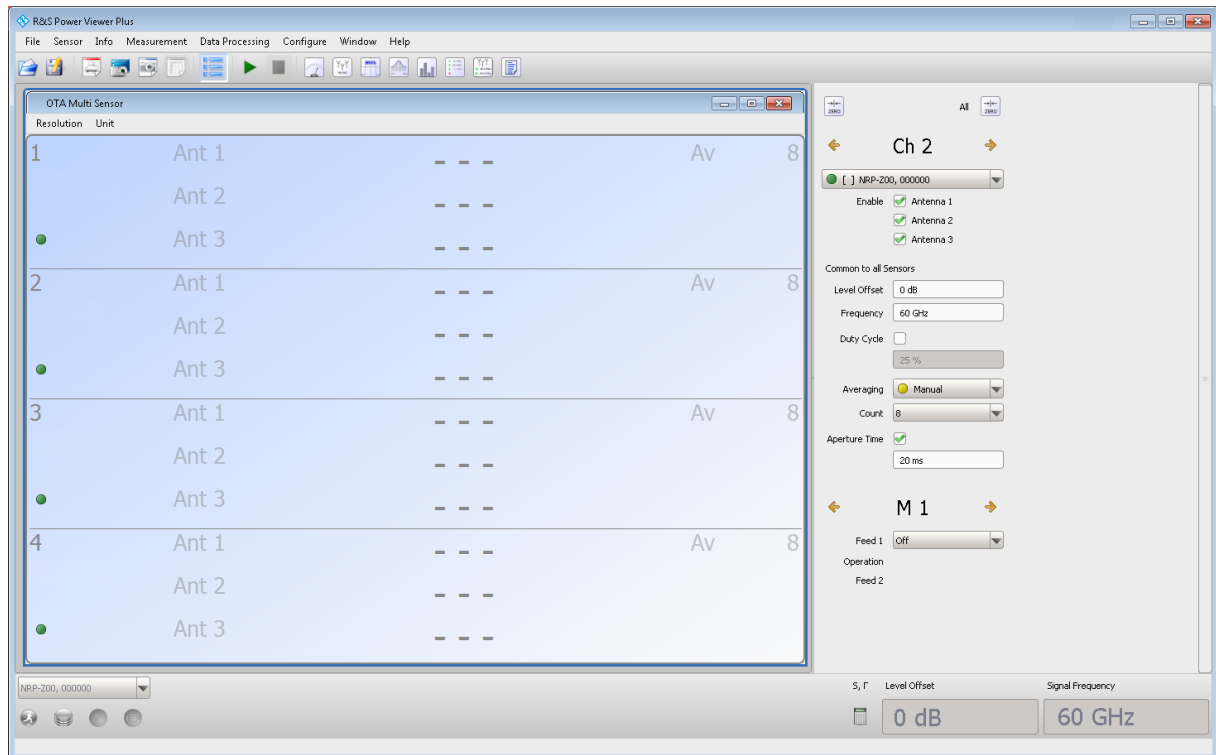 R&S Power Viewer Plus
File Sensor Info Measurement Data Processing Configure Window Help
OTA Multi Sensor
Resolution Unit
1 Ant 1 - - - Av 8
Ant 2 - - -
Ant 3 - - -
2 Ant 1 - - - Av 8
Ant 2 - - -
Ant 3 - - -
3 Ant 1 - - - Av 8
Ant 2 - - -
Ant 3 - - -
4 Ant 1 - - - Av 8
Ant 2 - - -
Ant 3 - - -
ZERO All ZERO
Ch 2
[ ] NRP-Z00, 000000
Enable Antenna 1
Antenna 2
Antenna 3
Common to all Sensors
Level Offset 0 dB
Frequency 60 GHz
Duty Cycle
25 %
Averaging Manual
Count 8
Aperture Time
20 ms
M 1
Feed 1 Off
Operation
Feed 2
NRP-Z00, 000000
S, Γ Level Offset Signal Frequency
0 dB 60 GHz